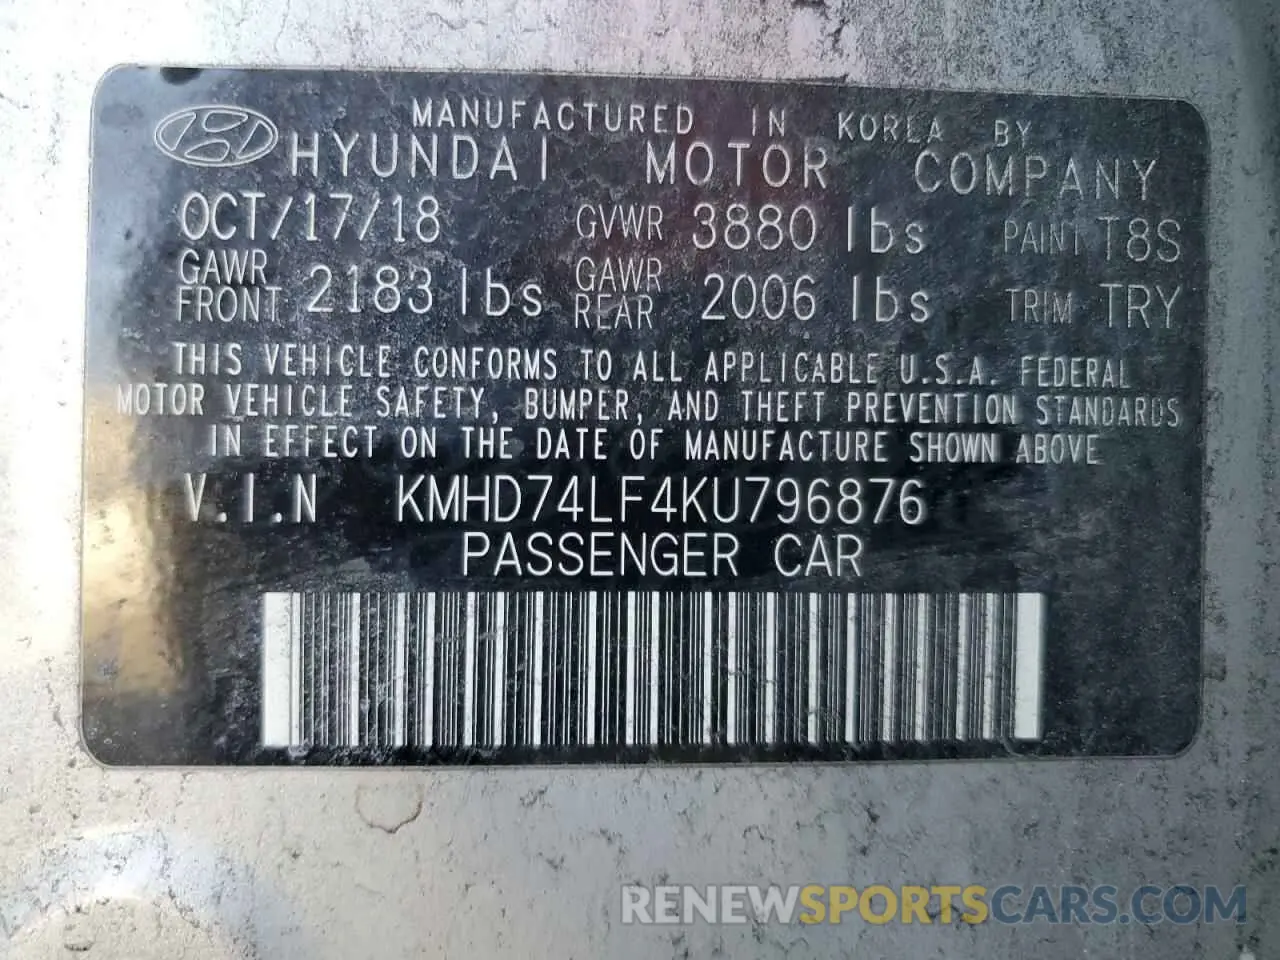 MANUFACTURED IN KOREA BY
HYUNDAI MOTOR COMPANY
OCT/17/18 GVWR 3880 lbs PAINT T8S
GAWR FRONT 2183 lbs GAWR REAR 2006 lbs TRIM TRY
THIS VEHICLE CONFORMS TO ALL APPLICABLE U.S.A. FEDERAL
MOTOR VEHICLE SAFETY, BUMPER, AND THEFT PREVENTION STANDARDS
IN EFFECT ON THE DATE OF MANUFACTURE SHOWN ABOVE
V.I.N KMHD74LF4KU796876
PASSENGER CAR
RENEWSPORTSCARS.COM